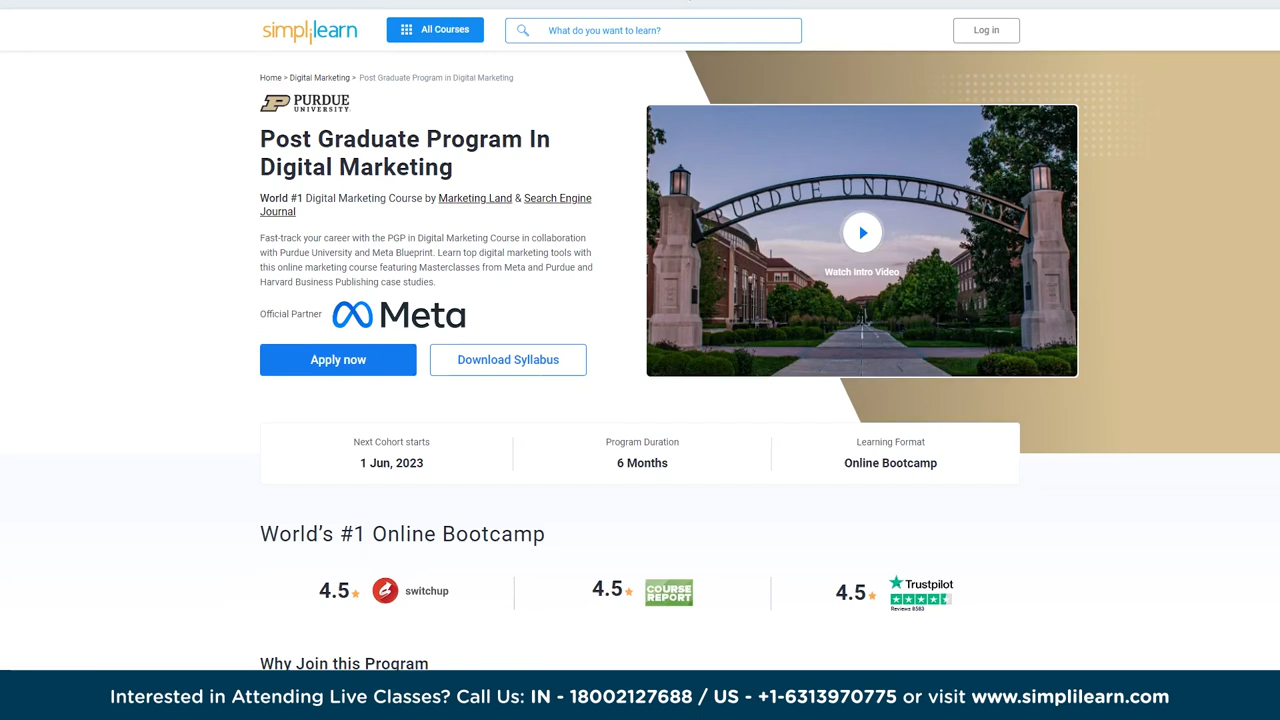 simplilearn
All Courses
What do you want to learn?
Log in
Home > Digital Marketing > Post Graduate Program in Digital Marketing
PURDUE
UNIVERSITY
Post Graduate Program In
Digital Marketing
World #1 Digital Marketing Course by Marketing Land & Search Engine
Journal
Fast-track your career with the PGP in Digital Marketing Course in collaboration
with Purdue University and Meta Blueprint. Learn top digital marketing tools with
this online marketing course featuring Masterclasses from Meta and Purdue and
Harvard Business Publishing case studies.
Official Partner Meta
Apply now
Download Syllabus
PURDUE UNIVERSITY
Watch Intro Video
Next Cohort starts
1 Jun, 2023
Program Duration
6 Months
Learning Format
Online Bootcamp
World's #1 Online Bootcamp
4.5 switchup
4.5 COURSE
REPORT
4.5 Trustpilot
Reviews 8583
Why Join this Program
Interested in Attending Live Classes? Call Us: IN - 18002127688 / US - +1-6313970775 or visit www.simplilearn.com